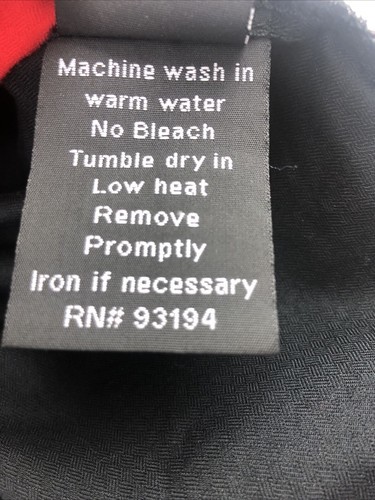 Machine wash in
warm water
No Bleach
Tumble dry in
Low heat
Remove
Promptly
Iron if necessary
RN# 93194